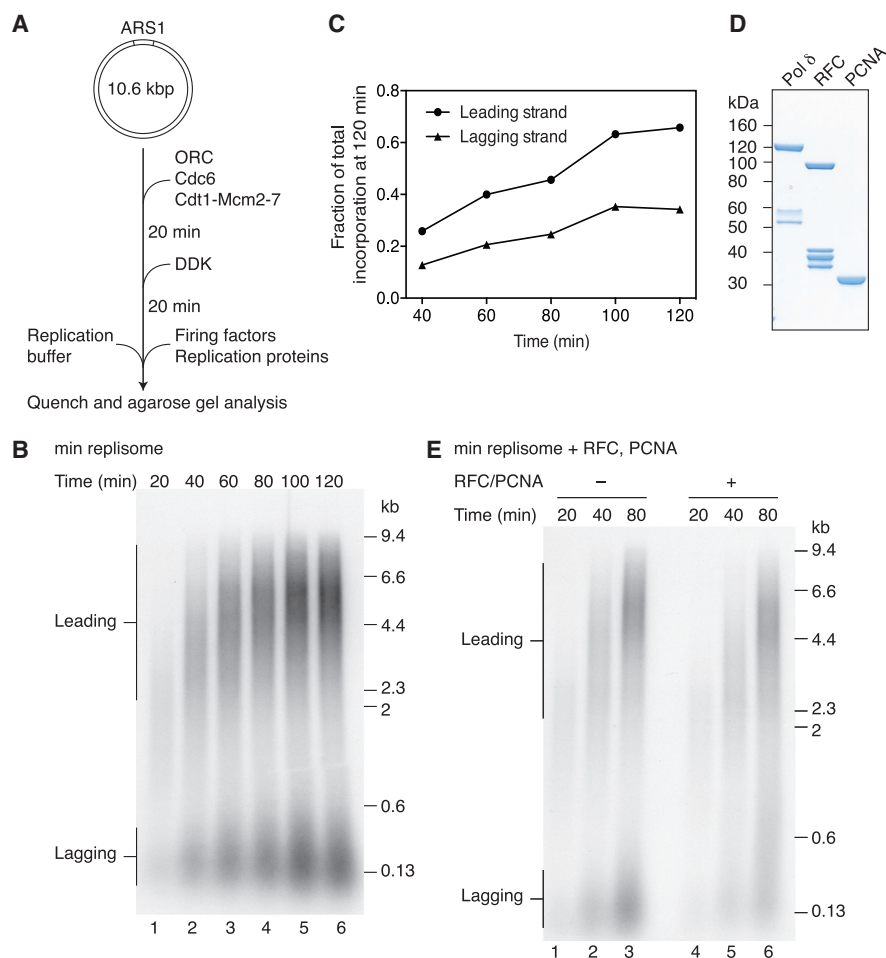 A
ARS1
10.6 kbp
ORC
Cdc6
Cdt1-Mcm2-7
20 min
DDK
20 min
Replication
buffer
Firing factors
Replication proteins
Quench and agarose gel analysis
C
Fraction of total
incorporation at 120 min
0.8
0.6
0.4
0.2
0.0
Leading strand
Lagging strand
40 60 80 100 120
Time (min)
D
Pol δ RFC PCNA
kDa
160
120
100
80
60
50
40
30
B min replisome
Time (min) 20 40 60 80 100 120
kb
9.4
6.6
4.4
2.3
2
0.6
0.13
Leading
Lagging
1 2 3 4 5 6
E min replisome + RFC, PCNA
RFC/PCNA − +
Time (min) 20 40 80 20 40 80
kb
9.4
6.6
4.4
2.3
2
0.6
0.13
Leading
Lagging
1 2 3 4 5 6